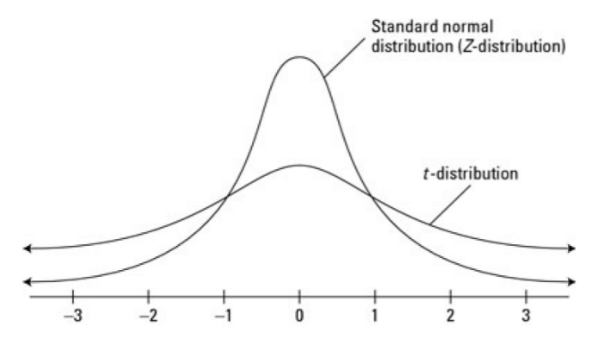 Standard normal
distribution (Z-distribution)
t-distribution
–3 –2 –1 0 1 2 3